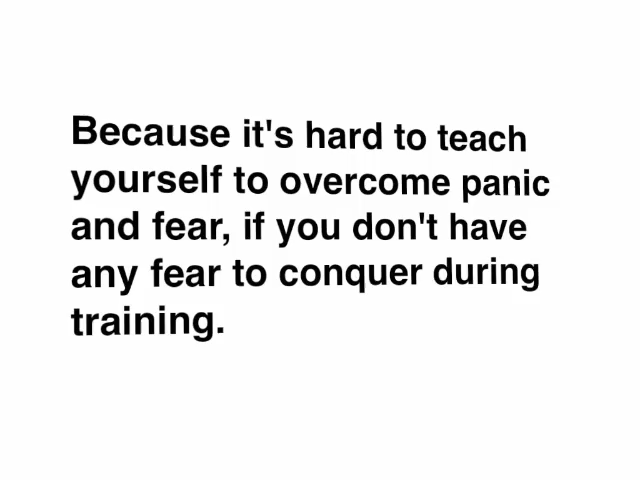 Because it's hard to teach
yourself to overcome panic
and fear, if you don't have
any fear to conquer during
training.